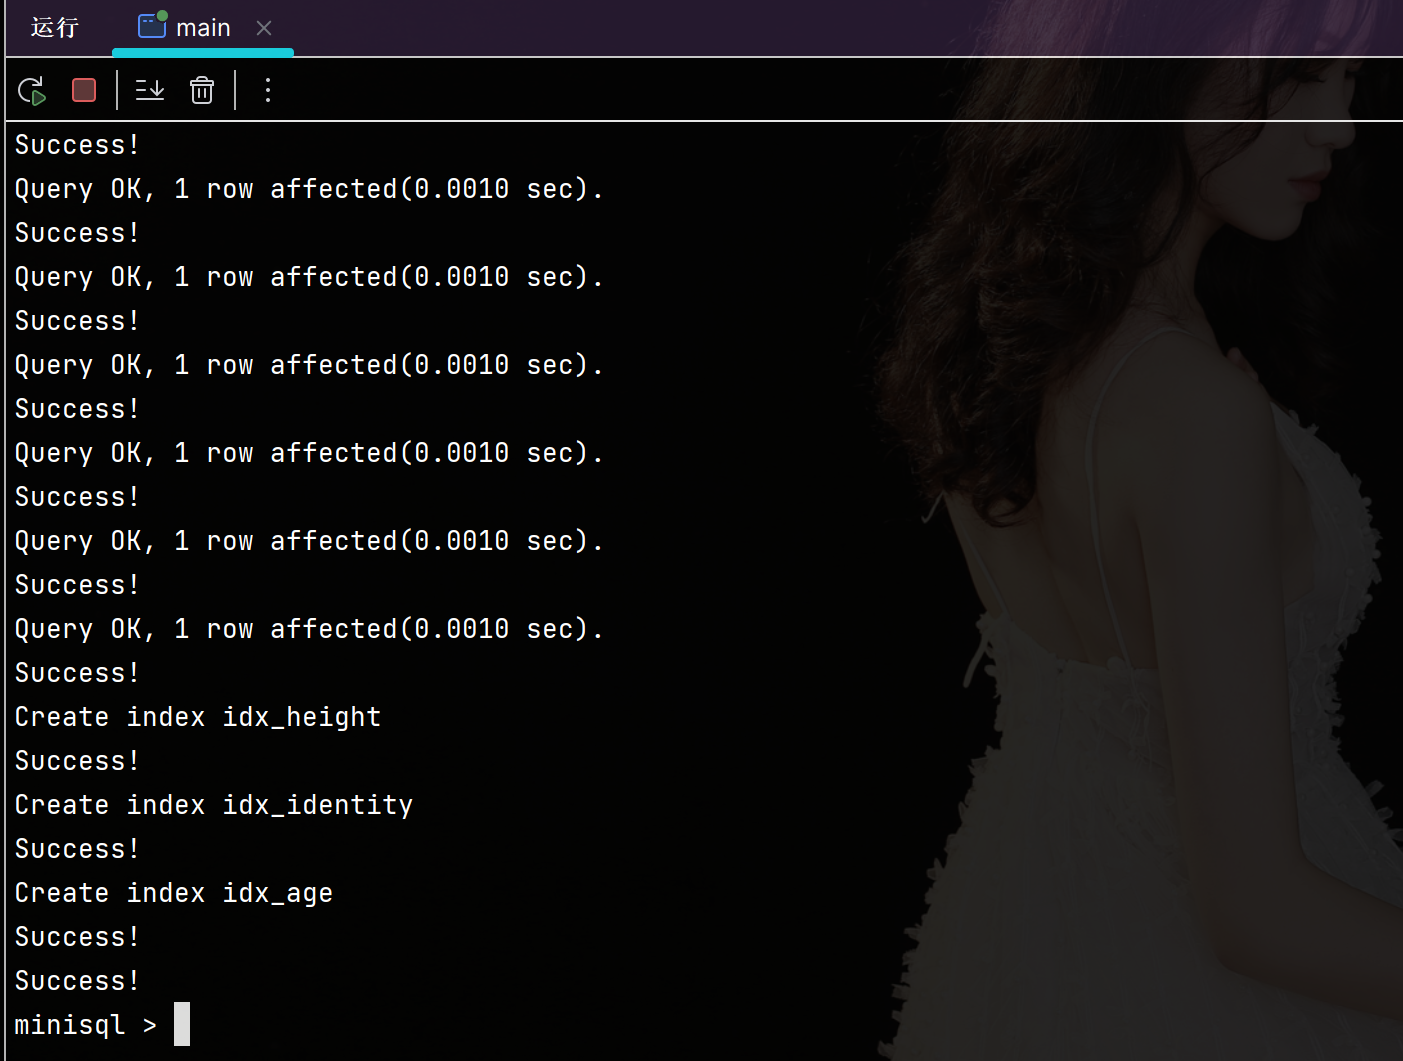 运行 main
Success!
Query OK, 1 row affected(0.0010 sec).
Success!
Query OK, 1 row affected(0.0010 sec).
Success!
Query OK, 1 row affected(0.0010 sec).
Success!
Query OK, 1 row affected(0.0010 sec).
Success!
Query OK, 1 row affected(0.0010 sec).
Success!
Query OK, 1 row affected(0.0010 sec).
Success!
Create index idx_height
Success!
Create index idx_identity
Success!
Create index idx_age
Success!
Success!
minisql >